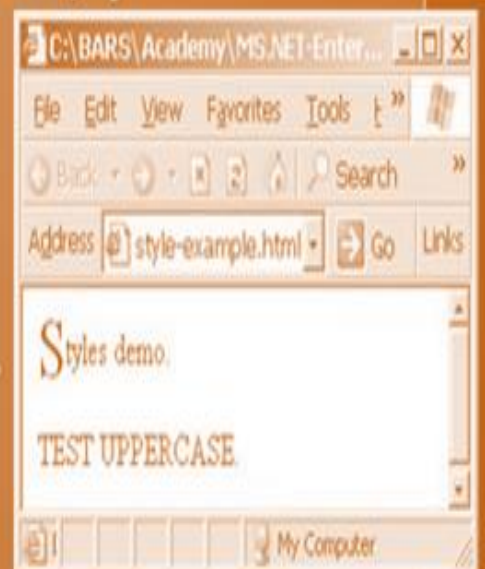 C:\BARS\Academy\MS.NET-Enter...
File Edit View Favorites Tools »
Back Search »
Address style-example.html Go Links
Styles demo.
TEST UPPERCASE.
My Computer